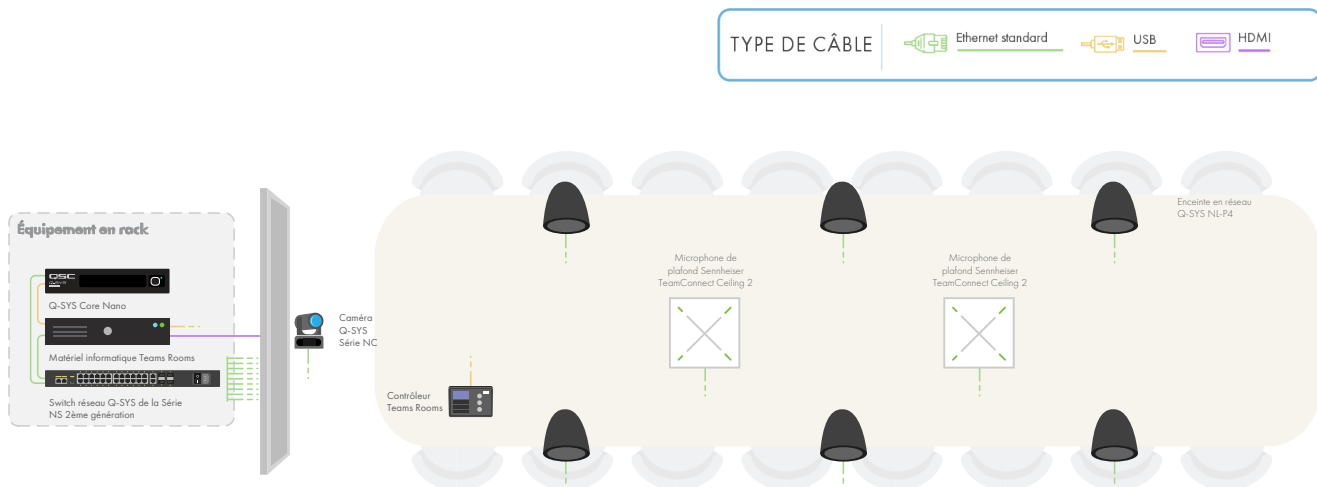 TYPE DE CÂBLE
Ethernet standard
USB
HDMI
Équipement en rack
QSC
Q-SYS
Q-SYS Core Nano
Matériel informatique Teams Rooms
Switch réseau Q-SYS de la Série
NS 2ème génération
Caméra
Q-SYS
Série NC
Contrôleur
Teams Rooms
Microphone de
plafond Sennheiser
TeamConnect Ceiling 2
Microphone de
plafond Sennheiser
TeamConnect Ceiling 2
Enceinte en réseau
Q-SYS NL-P4